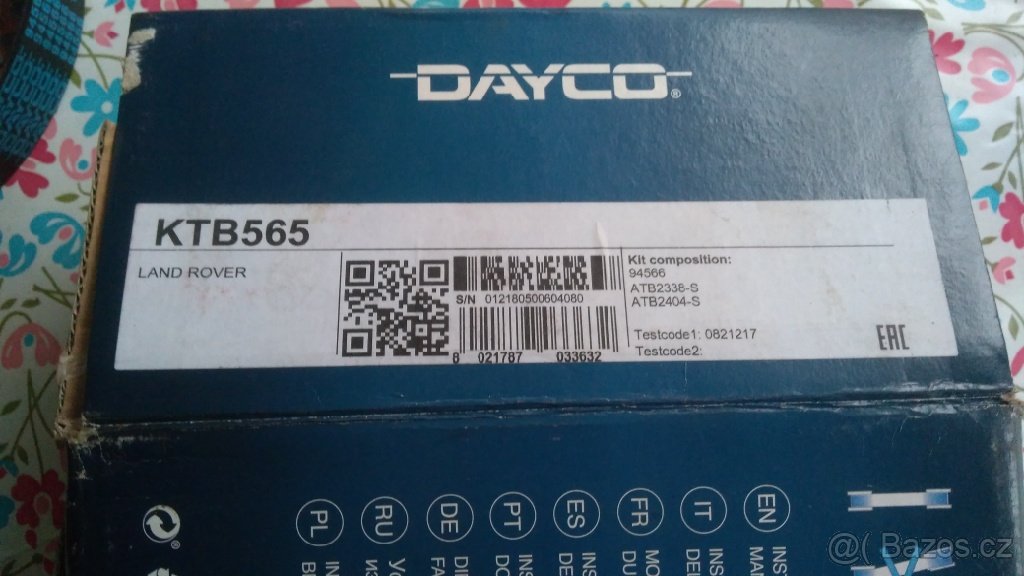 DAYCO®
KTB565
LAND ROVER
S/N 012180500604080
8 021787 033632
Kit composition:
94566
ATB2338-S
ATB2404-S
Testcode1: 0821217
Testcode2:
EAC
PL
RU
DE
PT
ES
FR
IT
EN
@( Bazos.cz